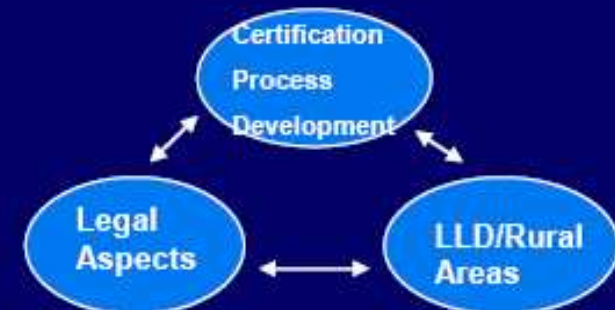 Certification
Process
Development
Legal
Aspects
LLD/Rural
Areas